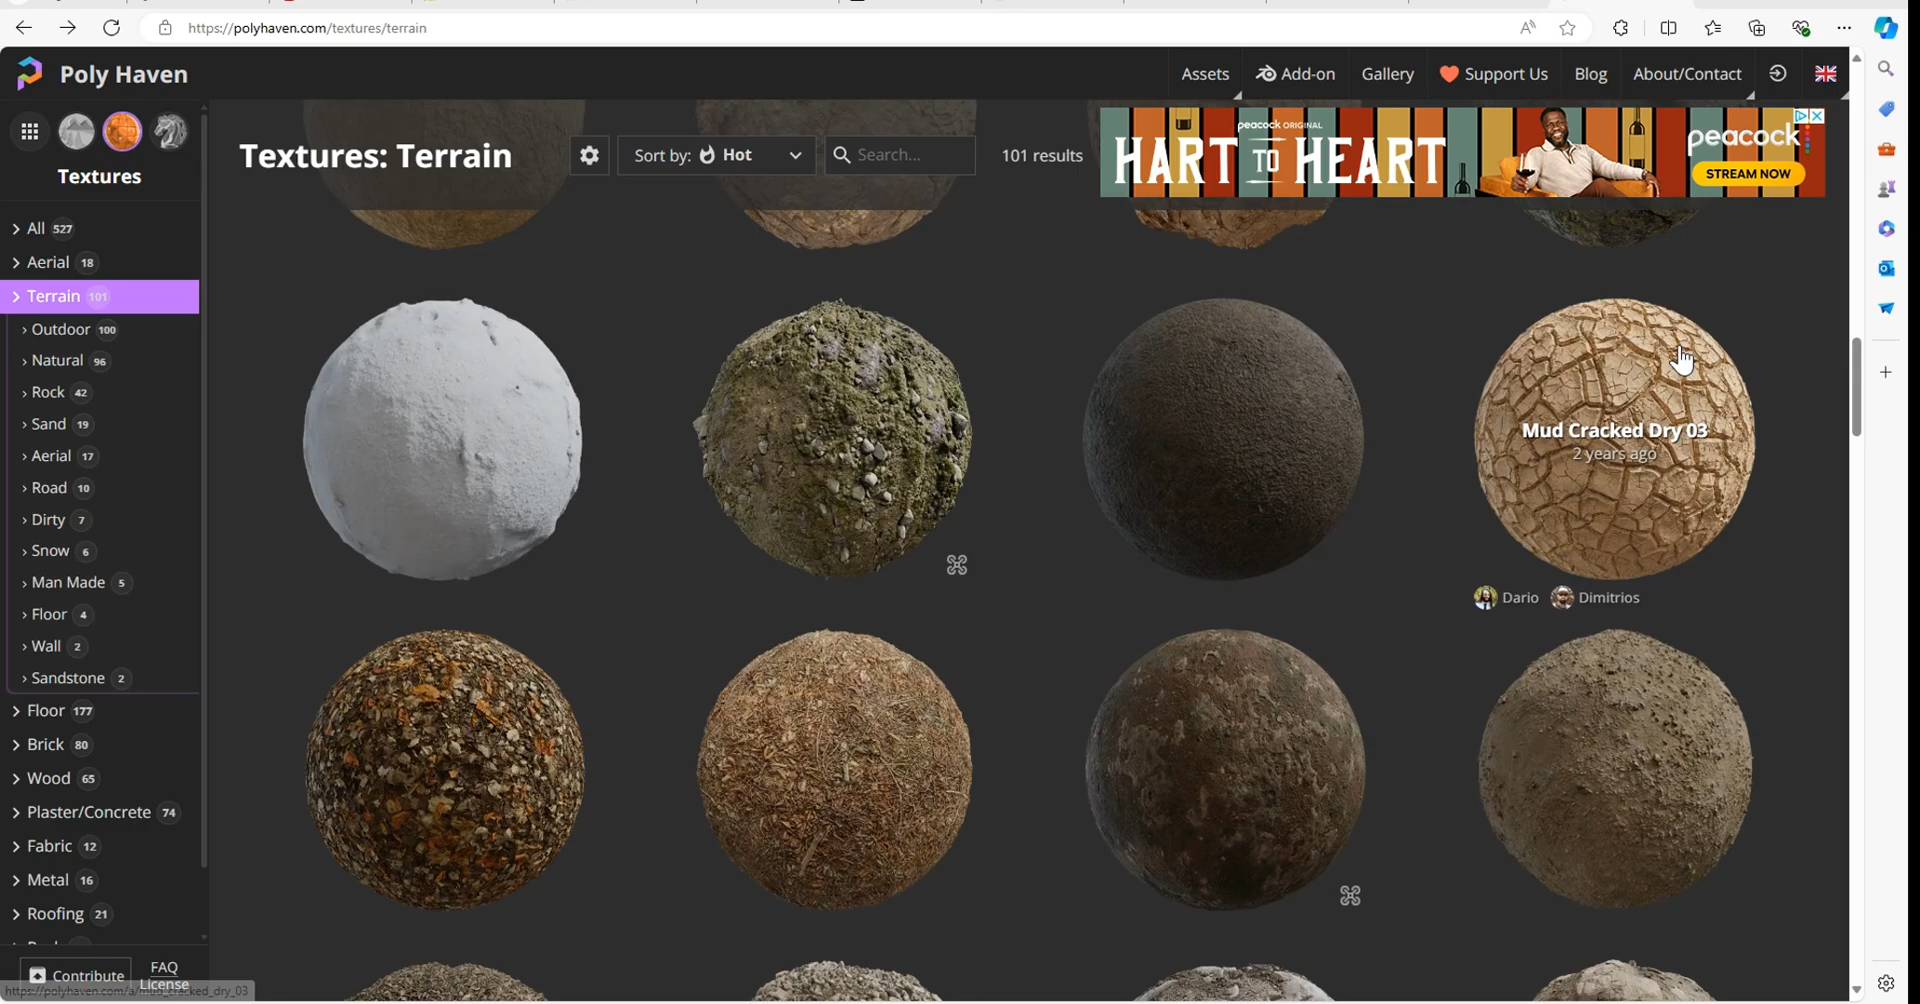 https://polyhaven.com/textures/terrain
Poly Haven
Assets
Add-on
Gallery
Support Us
Blog
About/Contact
Textures
Textures: Terrain
Sort by: Hot
Search...
101 results
peacock ORIGINAL
HART TO HEART
peacock
STREAM NOW
All 527
Aerial 18
Terrain 101
Outdoor 100
Natural 96
Rock 42
Sand 19
Aerial 17
Road 10
Dirty 7
Snow 6
Man Made 5
Floor 4
Wall 2
Sandstone 2
Floor 177
Brick 80
Wood 65
Plaster/Concrete 74
Fabric 12
Metal 16
Roofing 21
Mud Cracked Dry 03
2 years ago
Dario Dimitrios
Contribute
FAQ
License
https://polyhaven.com/a/mud_cracked_dry_03